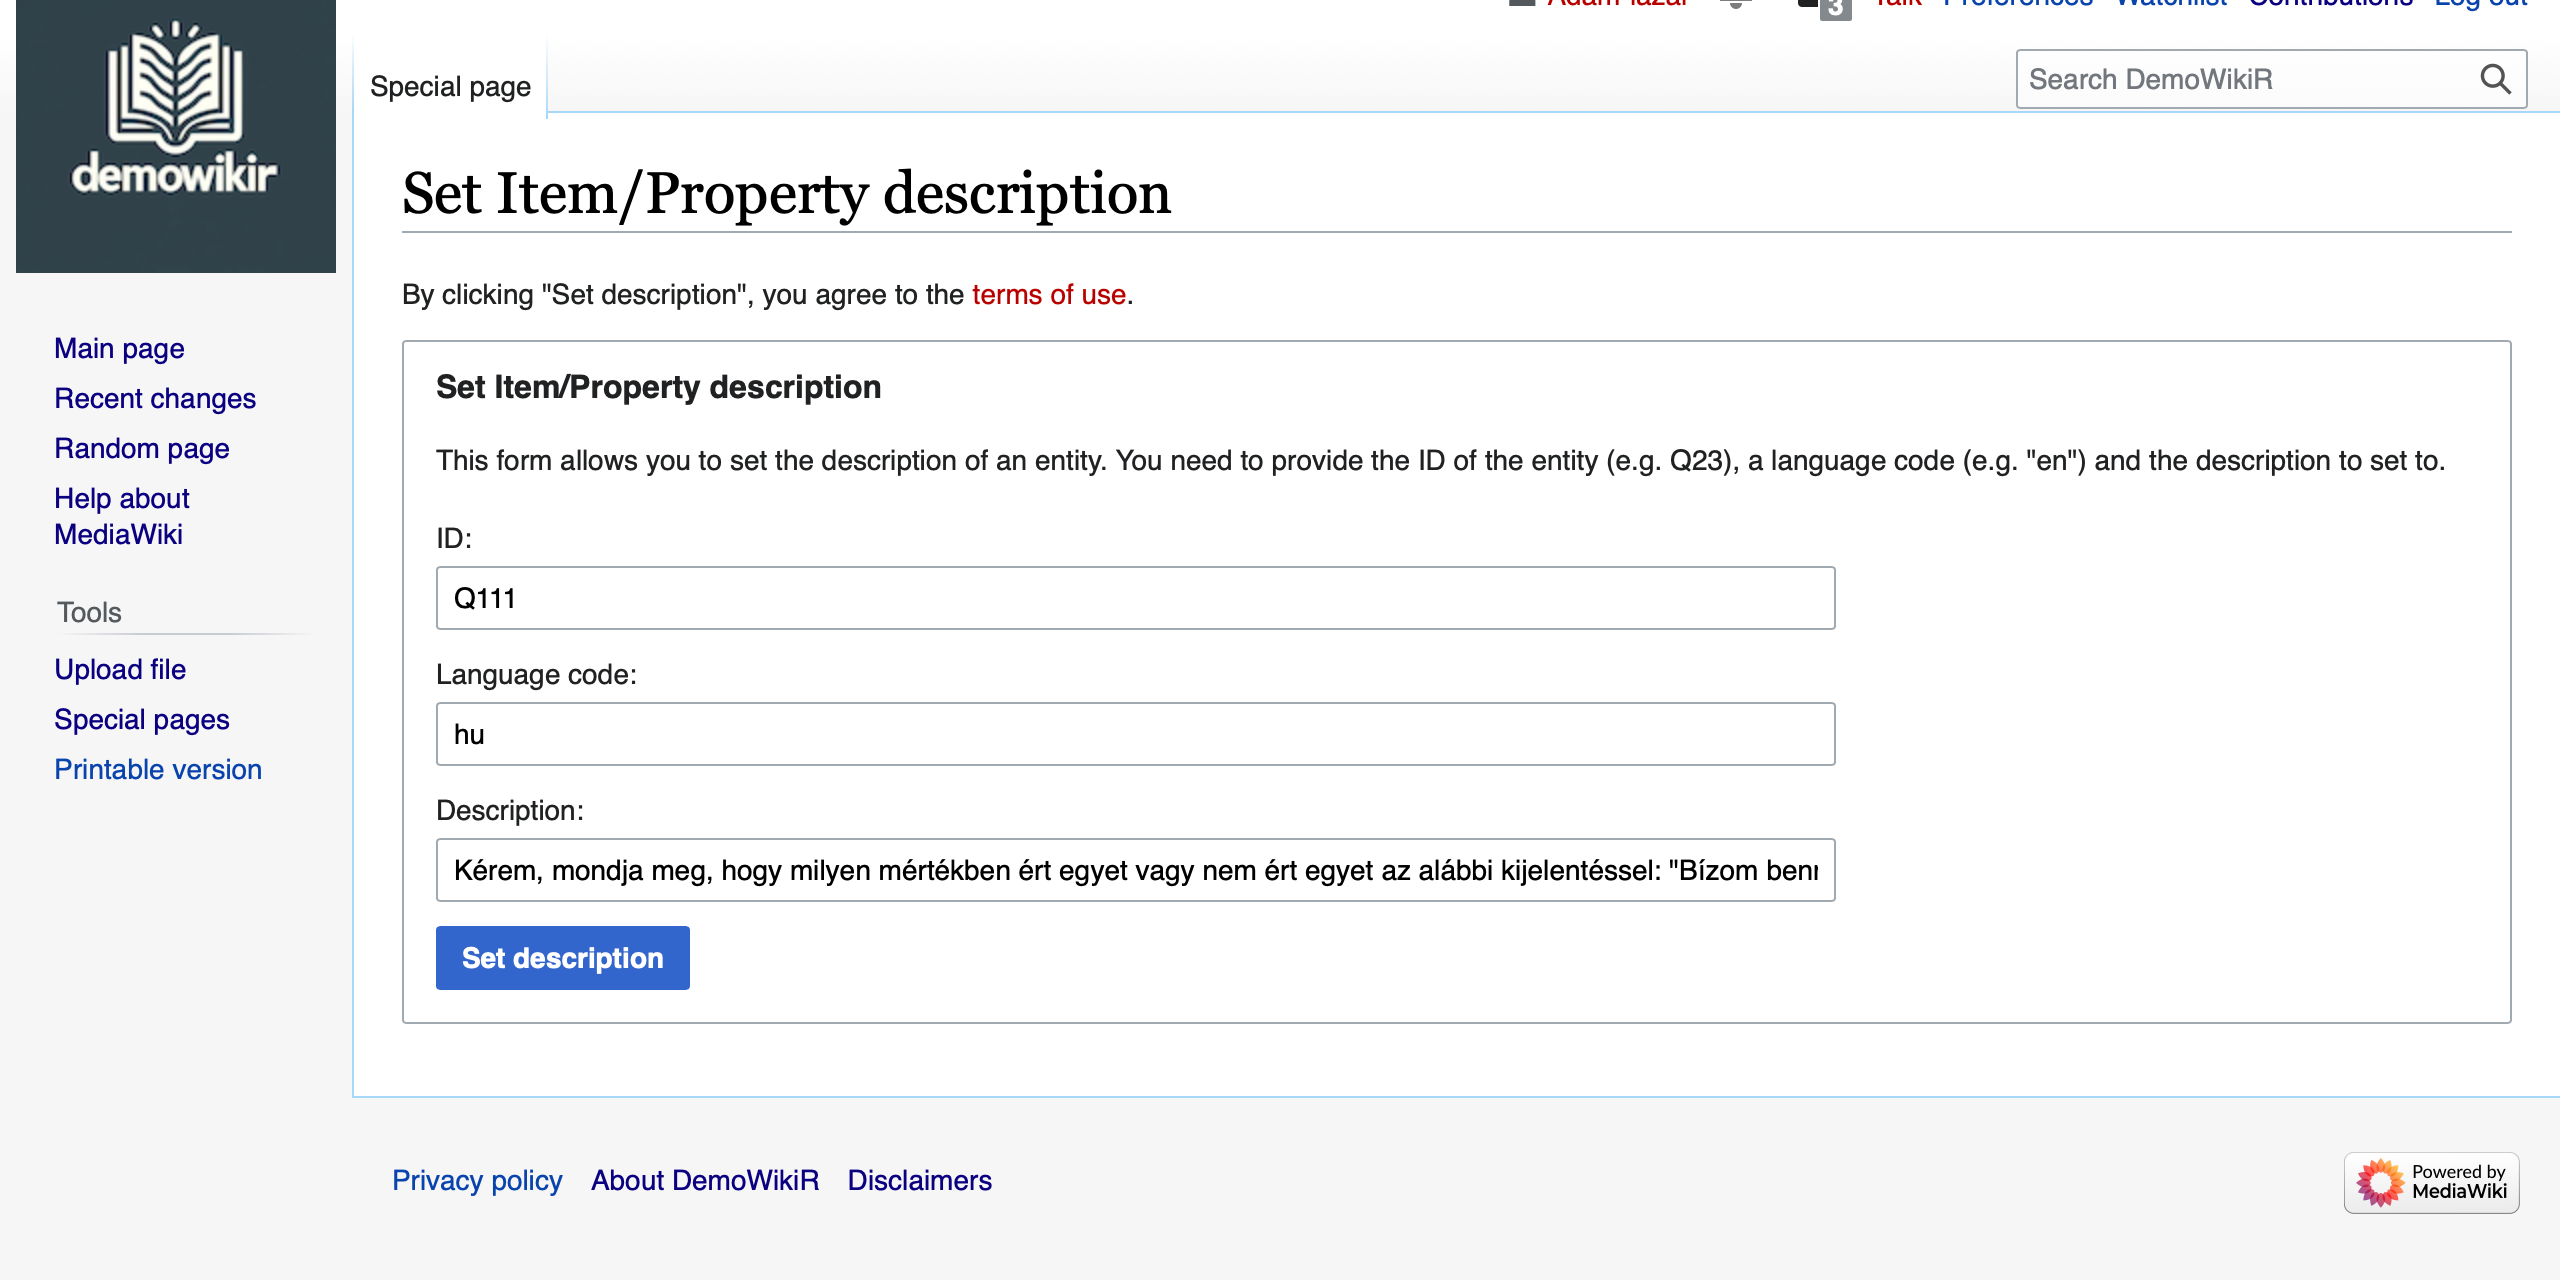 Adam lazar
3
Talk Preferences Watchlist Contributions Log out
demowikir
Special page
Search DemoWikiR
Set Item/Property description
By clicking "Set description", you agree to the terms of use.
Main page
Recent changes
Random page
Help about
MediaWiki
Tools
Upload file
Special pages
Printable version
Set Item/Property description
This form allows you to set the description of an entity. You need to provide the ID of the entity (e.g. Q23), a language code (e.g. "en") and the description to set to.
ID:
Q111
Language code:
hu
Description:
Kérem, mondja meg, hogy milyen mértékben ért egyet vagy nem ért egyet az alábbi kijelentéssel: "Bízom
Set description
Privacy policy About DemoWikiR Disclaimers
Powered by
MediaWiki